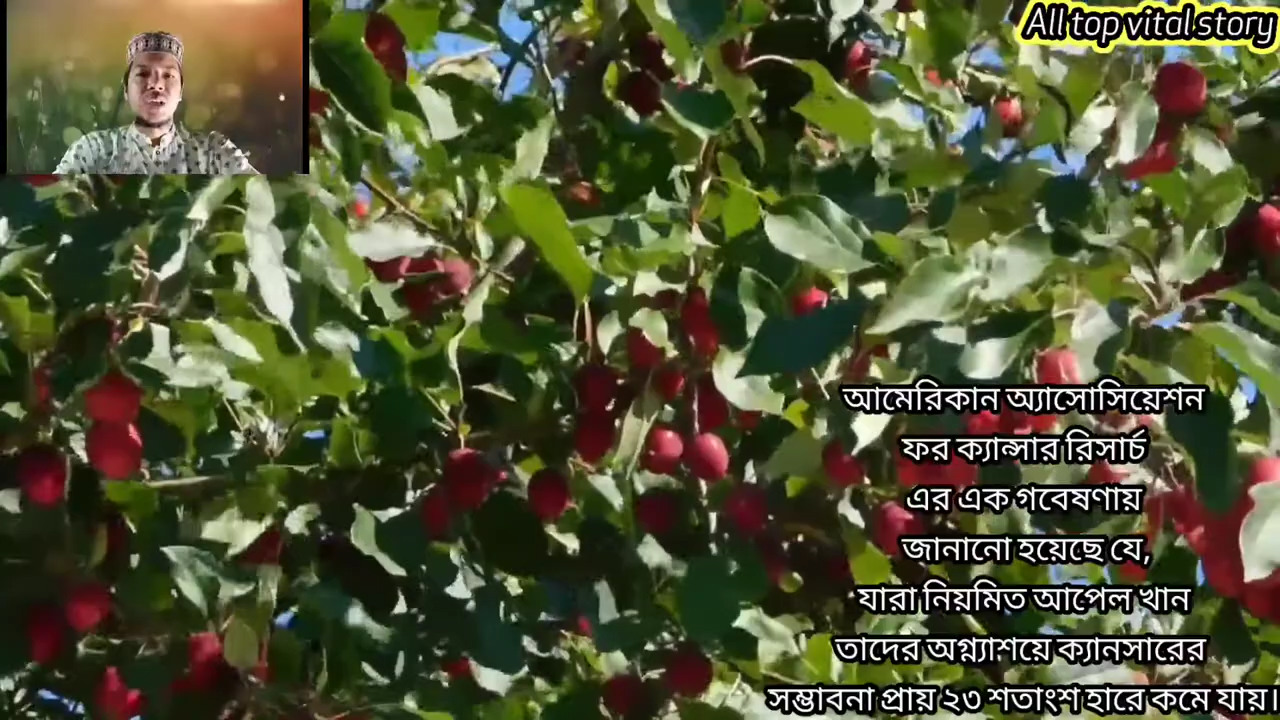 All top vital story
আমেরিকান অ্যাসোসিয়েশন
ফর ক্যান্সার রিসার্চ
এর এক গবেষণায়
জানানো হয়েছে যে,
যারা নিয়মিত আপেল খান
তাদের অগ্ন্যাশয়ে ক্যানসারের
সম্ভাবনা প্রায় ২৩ শতাংশ হারে কমে যায়।